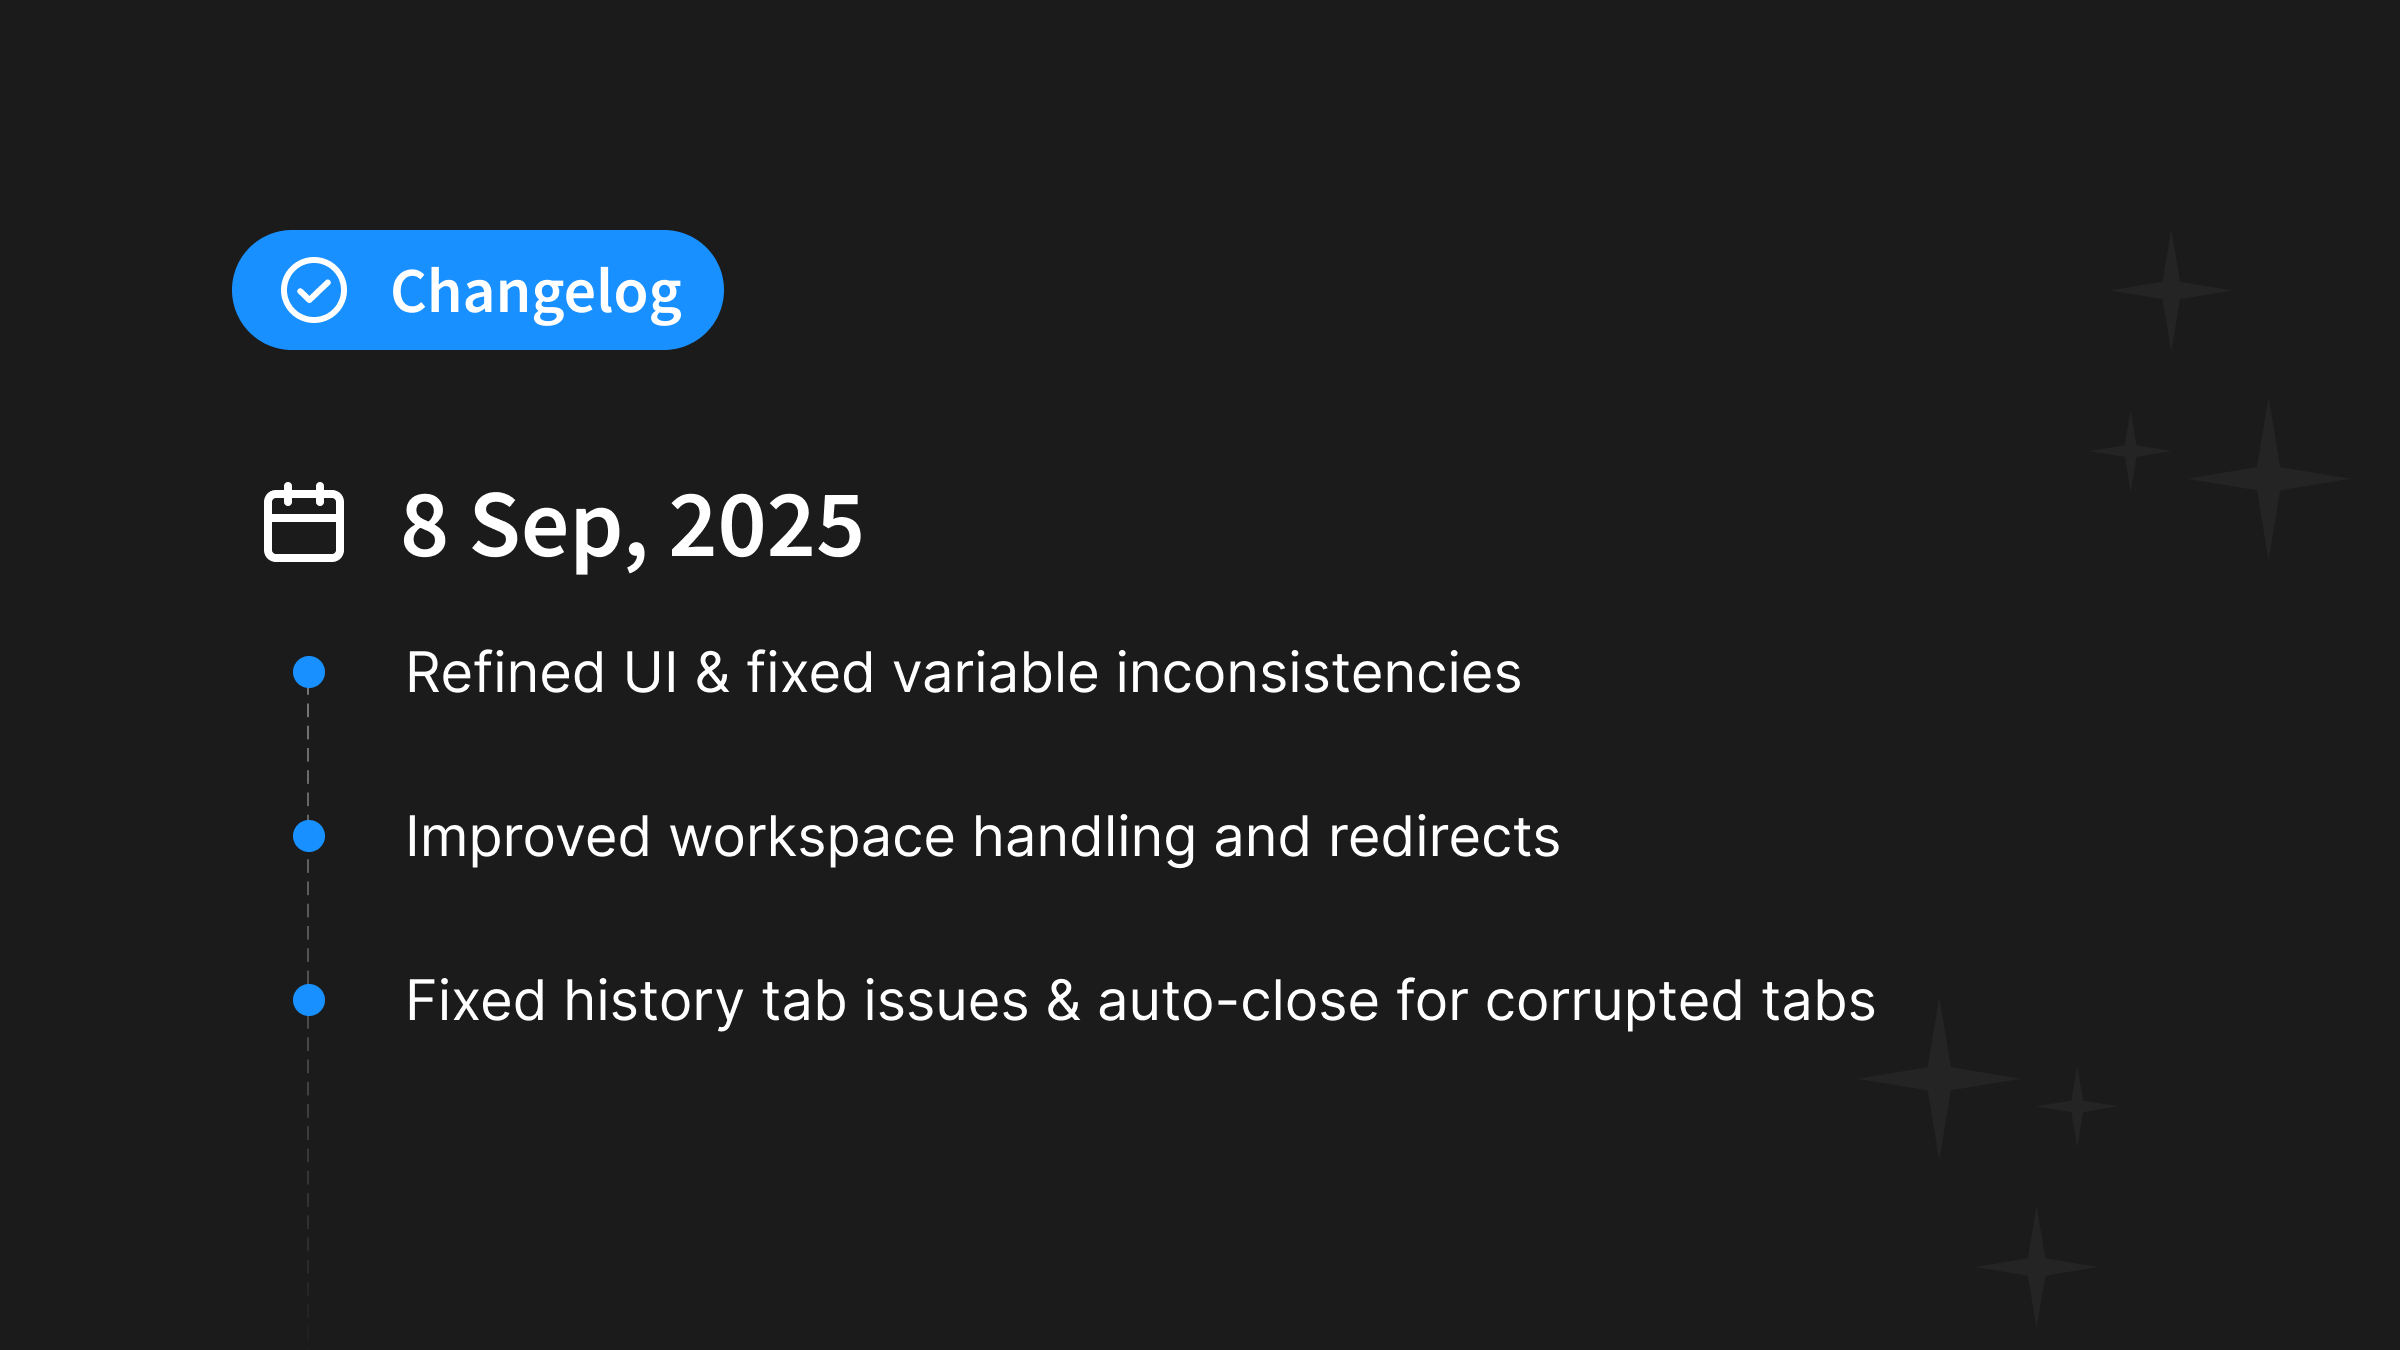 Changelog
8 Sep, 2025
Refined UI & fixed variable inconsistencies
Improved workspace handling and redirects
Fixed history tab issues & auto-close for corrupted tabs